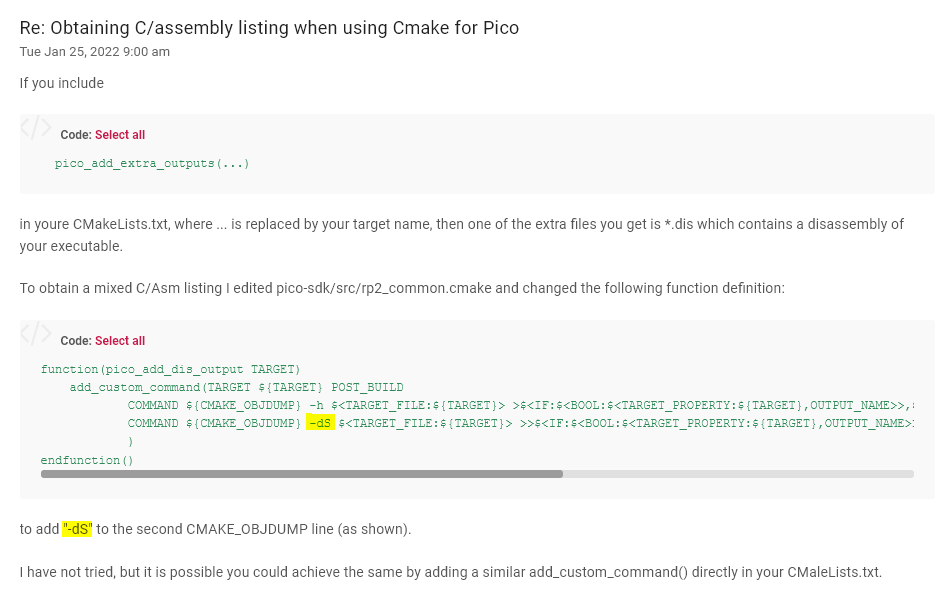 Re: Obtaining C/assembly listing when using Cmake for Pico
Tue Jan 25, 2022 9:00 am
If you include
Code: Select all
pico_add_extra_outputs(...)
in youre CMakeLists.txt, where ... is replaced by your target name, then one of the extra files you get is *.dis which contains a disassembly of
your executable.
To obtain a mixed C/Asm listing I edited pico-sdk/src/rp2_common.cmake and changed the following function definition:
Code: Select all
function(pico_add_dis_output TARGET)
add_custom_command(TARGET ${TARGET} POST_BUILD
COMMAND ${CMAKE_OBJDUMP} -h $<TARGET_FILE:${TARGET}> >$<IF:$<BOOL:$<TARGET_PROPERTY:${TARGET},OUTPUT_NAME>>,
COMMAND ${CMAKE_OBJDUMP} -dS $<TARGET_FILE:${TARGET}> >>$<IF:$<BOOL:$<TARGET_PROPERTY:${TARGET},OUTPUT_NAME>
)
endfunction()
to add "-dS" to the second CMAKE_OBJDUMP line (as shown).
I have not tried, but it is possible you could achieve the same by adding a similar add_custom_command() directly in your CMaleLists.txt.